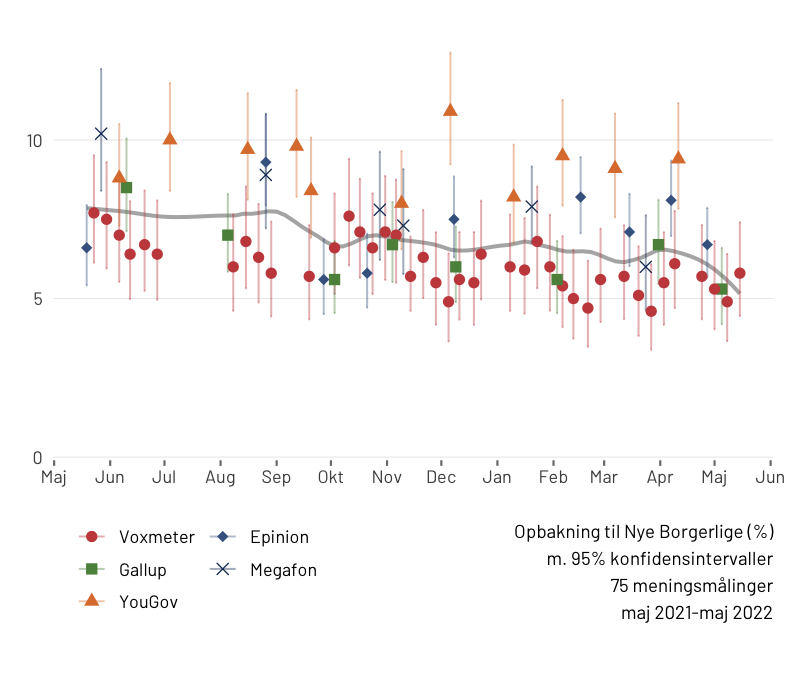 10
5
0
Maj Jun Jul Aug Sep Okt Nov Dec Jan Feb Mar Apr Maj Jun
Voxmeter Epinion
Gallup Megafon
YouGov
Opbakning til Nye Borgerlige (%)
m. 95% konfidensintervaller
75 meningsmålinger
maj 2021-maj 2022